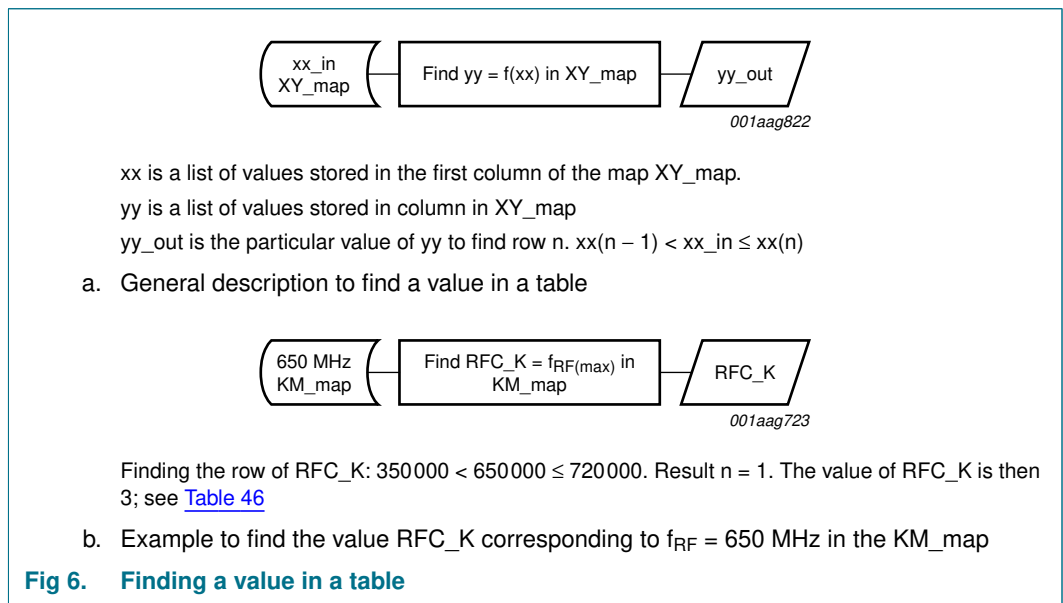 xx_in
XY_map
Find yy = f(xx) in XY_map
yy_out
001aag822
xx is a list of values stored in the first column of the map XY_map.
yy is a list of values stored in column in XY_map
yy_out is the particular value of yy to find row n. xx(n − 1) < xx_in ≤ xx(n)
a. General description to find a value in a table
650 MHz
KM_map
Find RFC_K = fRF(max) in
KM_map
RFC_K
001aag723
Finding the row of RFC_K: 350000 < 650000 ≤ 720000. Result n = 1. The value of RFC_K is then
3; see Table 46
b. Example to find the value RFC_K corresponding to fRF = 650 MHz in the KM_map
Fig 6. Finding a value in a table